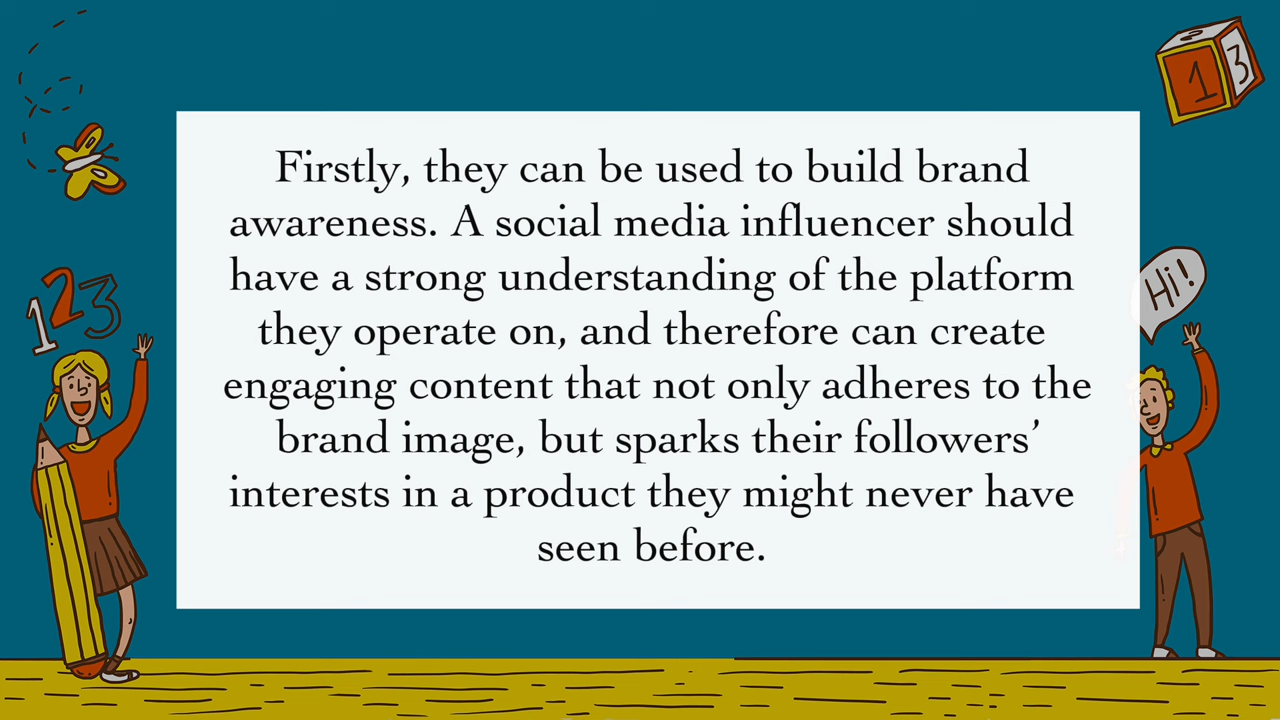 Firstly, they can be used to build brand
awareness. A social media influencer should
have a strong understanding of the platform
they operate on, and therefore can create
engaging content that not only adheres to the
brand image, but sparks their followers’
interests in a product they might never have
seen before.
123
Hi!
1 3